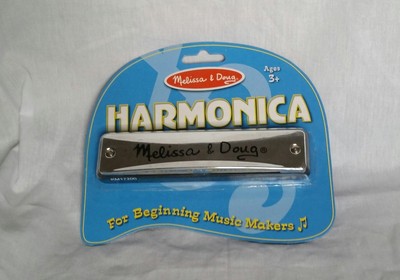 Melissa & Doug®
Ages
3+
HARMONICA
Melissa & Doug®
For Beginning Music Makers